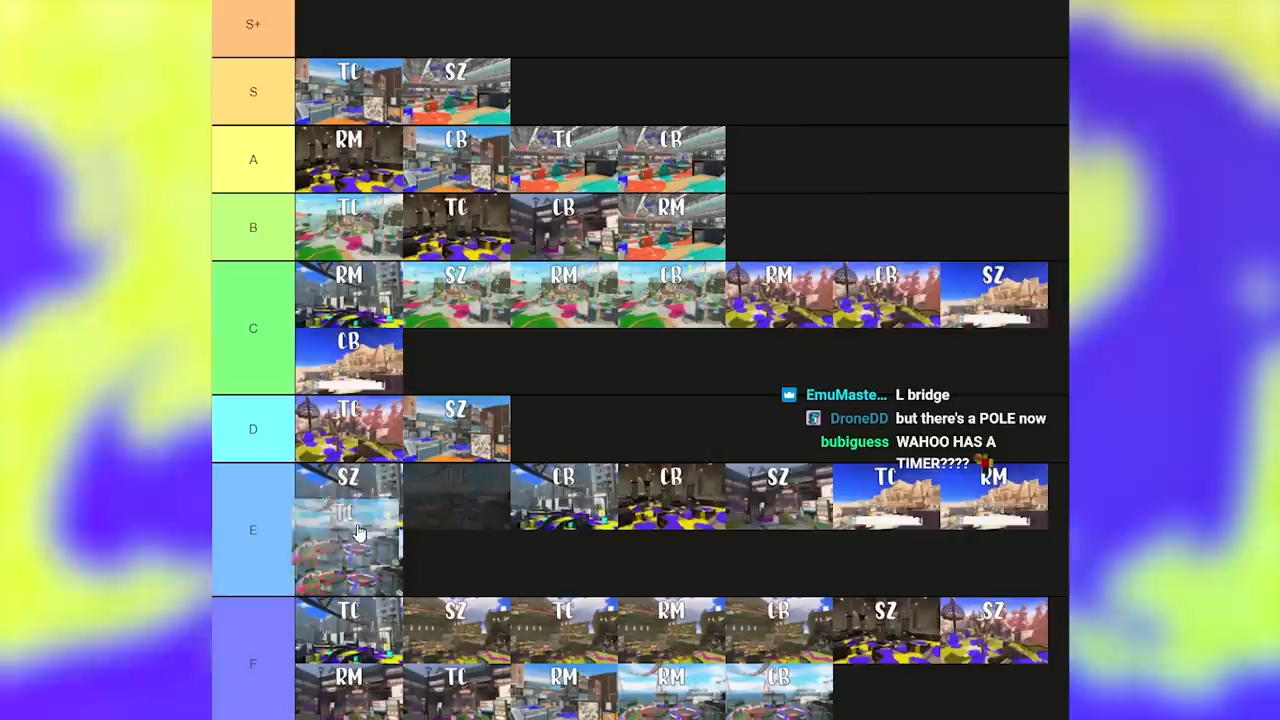 S+
S
TC SZ
A
RM CB TC CB
B
TC TC CB RM
C
RM SZ RM CB RM CB SZ
CB
EmuMaste... L bridge
DroneDD but there's a POLE now
bubiguess WAHOO HAS A
TIMER????
D
TC SZ
E
SZ CB CB SZ TC RM
TC
F
TC SZ TC RM CB SZ SZ
RM TC RM RM CB